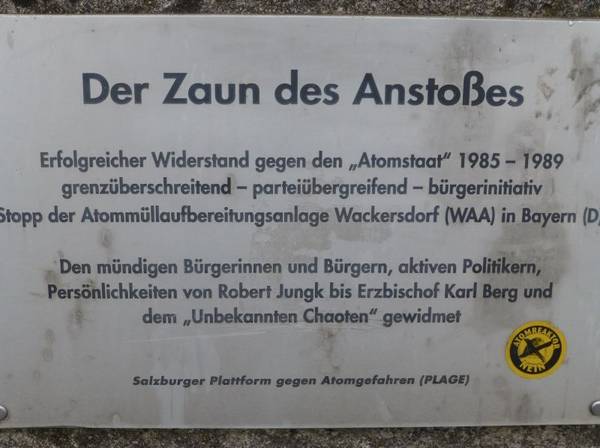 Der Zaun des Anstoßes
Erfolgreicher Widerstand gegen den „Atomstaat" 1985 – 1989
grenzüberschreitend – parteiübergreifend – bürgerinitiativ
Stopp der Atommüllaufbereitungsanlage Wackersdorf (WAA) in Bayern (D
Den mündigen Bürgerinnen und Bürgern, aktiven Politikern,
Persönlichkeiten von Robert Jungk bis Erzbischof Karl Berg und
dem „Unbekannten Chaoten" gewidmet
ATOMREAKTOR
NEIN
Salzburger Plattform gegen Atomgefahren (PLAGE)